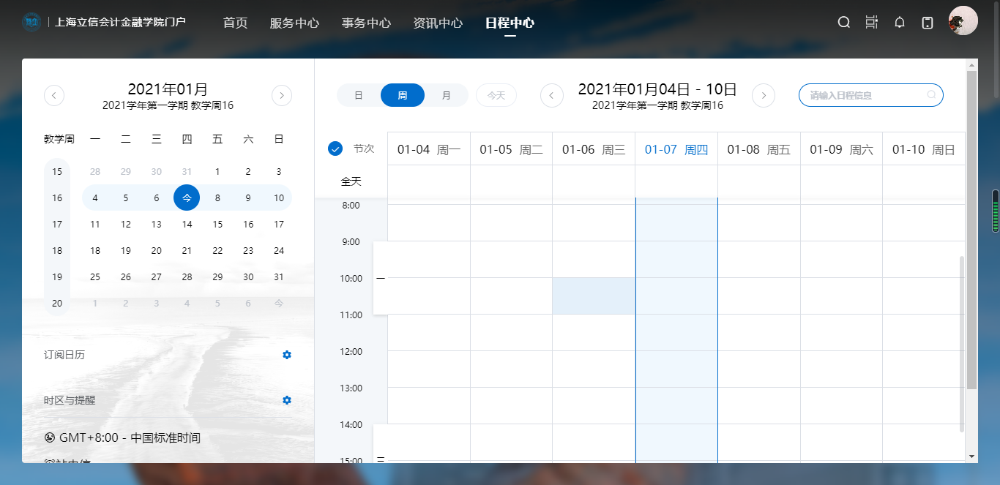 上海立信会计金融学院门户 首页 服务中心 事务中心 资讯中心 日程中心
2021年01月
2021学年第一学期 教学周16
教学周 一 二 三 四 五 六 日
15 28 29 30 31 1 2 3
16 4 5 6 今 8 9 10
17 11 12 13 14 15 16 17
18 18 19 20 21 22 23 24
19 25 26 27 28 29 30 31
20 1 2 3 4 5 6 今
订阅日历
时区与提醒
GMT+8:00 - 中国标准时间
日 周 月 今天
2021年01月04日 - 10日
2021学年第一学期 教学周16
请输入日程信息
节次 01-04 周一 01-05 周二 01-06 周三 01-07 周四 01-08 周五 01-09 周六 01-10 周日
全天
8:00
9:00
10:00 一
11:00
12:00
13:00
14:00
15:00 三